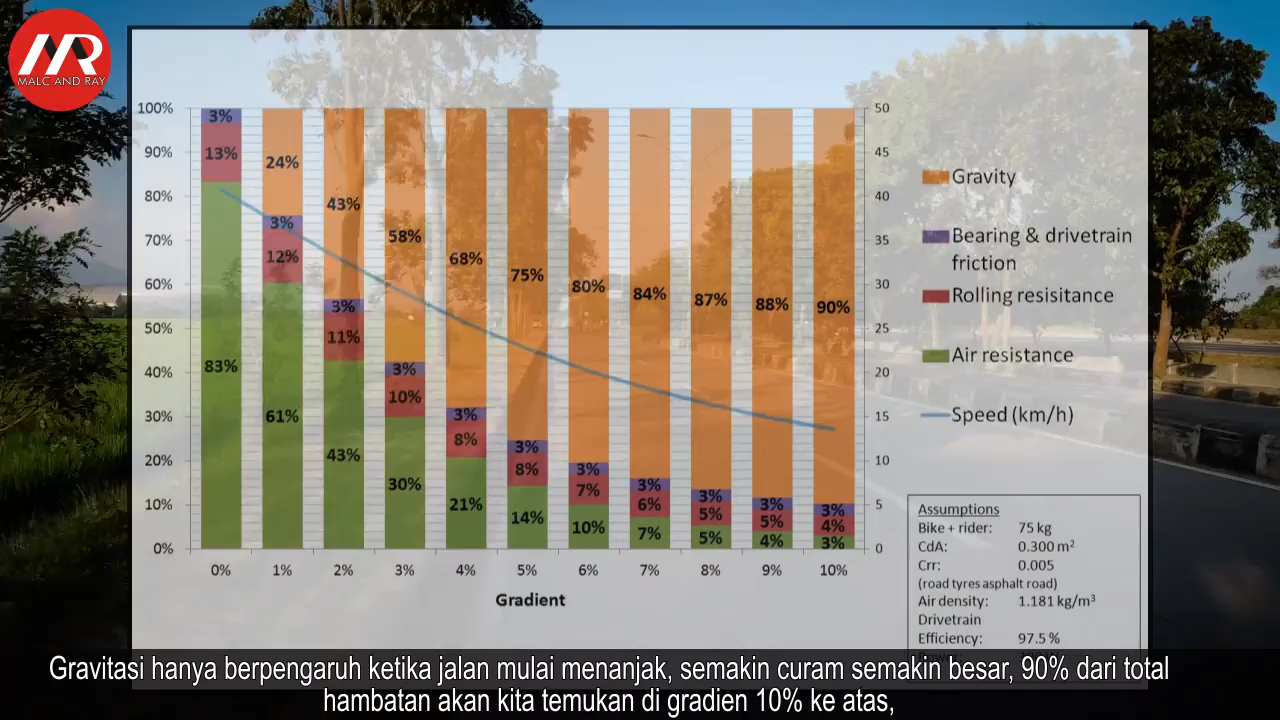 MR
MALC AND RAY
100% 3% 50
90% 13% 24% 45
80% 43% 40
70% 3% 12% 58% 68% 75% 35
60% 3% 80% 84% 87% 88% 90% 30
50% 11% 25
40% 83% 3% 10% 20
30% 61% 3% 8% 15
20% 43% 30% 3% 8% 3% 10
10% 21% 14% 7% 3% 6% 3% 5% 3% 5% 3% 4% 5
0% 10% 7% 5% 4% 3% 0
0% 1% 2% 3% 4% 5% 6% 7% 8% 9% 10%
Gradient
Gravity
Bearing & drivetrain
friction
Rolling resisitance
Air resistance
Speed (km/h)
Assumptions
Bike + rider: 75 kg
CdA: 0.300 m²
Crr: 0.005
(road tyres asphalt road)
Air density: 1.181 kg/m³
Drivetrain
Efficiency: 97.5 %
Gravitasi hanya berpengaruh ketika jalan mulai menanjak, semakin curam semakin besar, 90% dari total
hambatan akan kita temukan di gradien 10% ke atas,